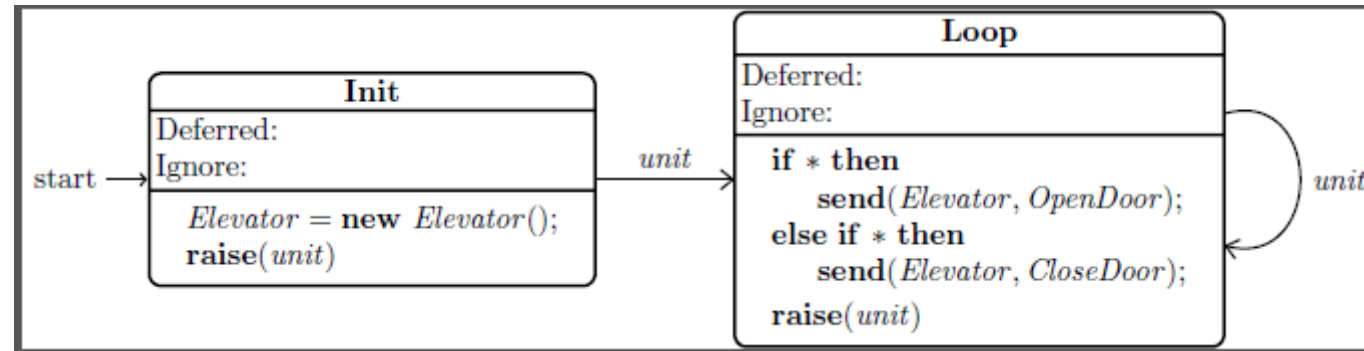 Init
Deferred:
Ignore:
start
Elevator = new Elevator();
raise(unit)
unit
Loop
Deferred:
Ignore:
if * then
send(Elevator, OpenDoor);
else if * then
send(Elevator, CloseDoor);
raise(unit)
unit